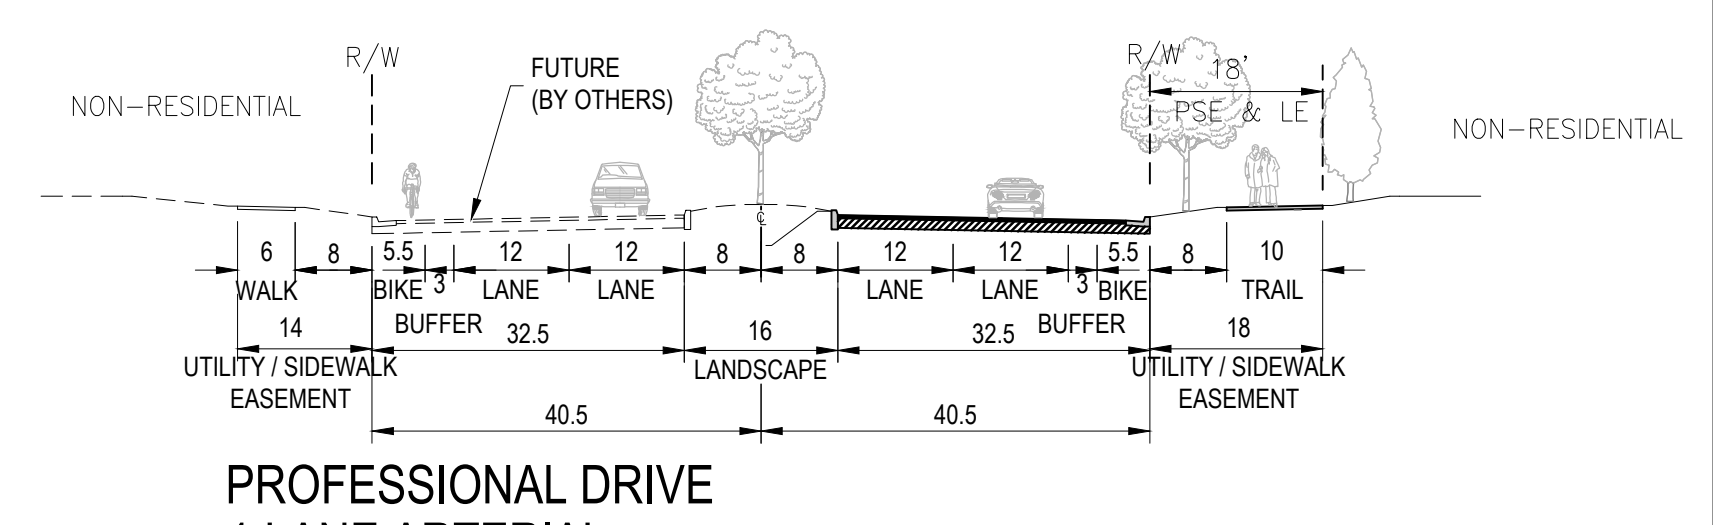 R/W
R/W
18'
FUTURE
(BY OTHERS)
NON-RESIDENTIAL
PSE & LE
NON-RESIDENTIAL
℄
6 8 5.5 12 12 8 8 12 12 5.5 8 10
WALK BIKE 3 LANE LANE LANE LANE 3 BIKE TRAIL
BUFFER BUFFER
14 32.5 16 32.5 18
UTILITY / SIDEWALK LANDSCAPE UTILITY / SIDEWALK
EASEMENT EASEMENT
40.5 40.5
PROFESSIONAL DRIVE
LANE ARTERIAL